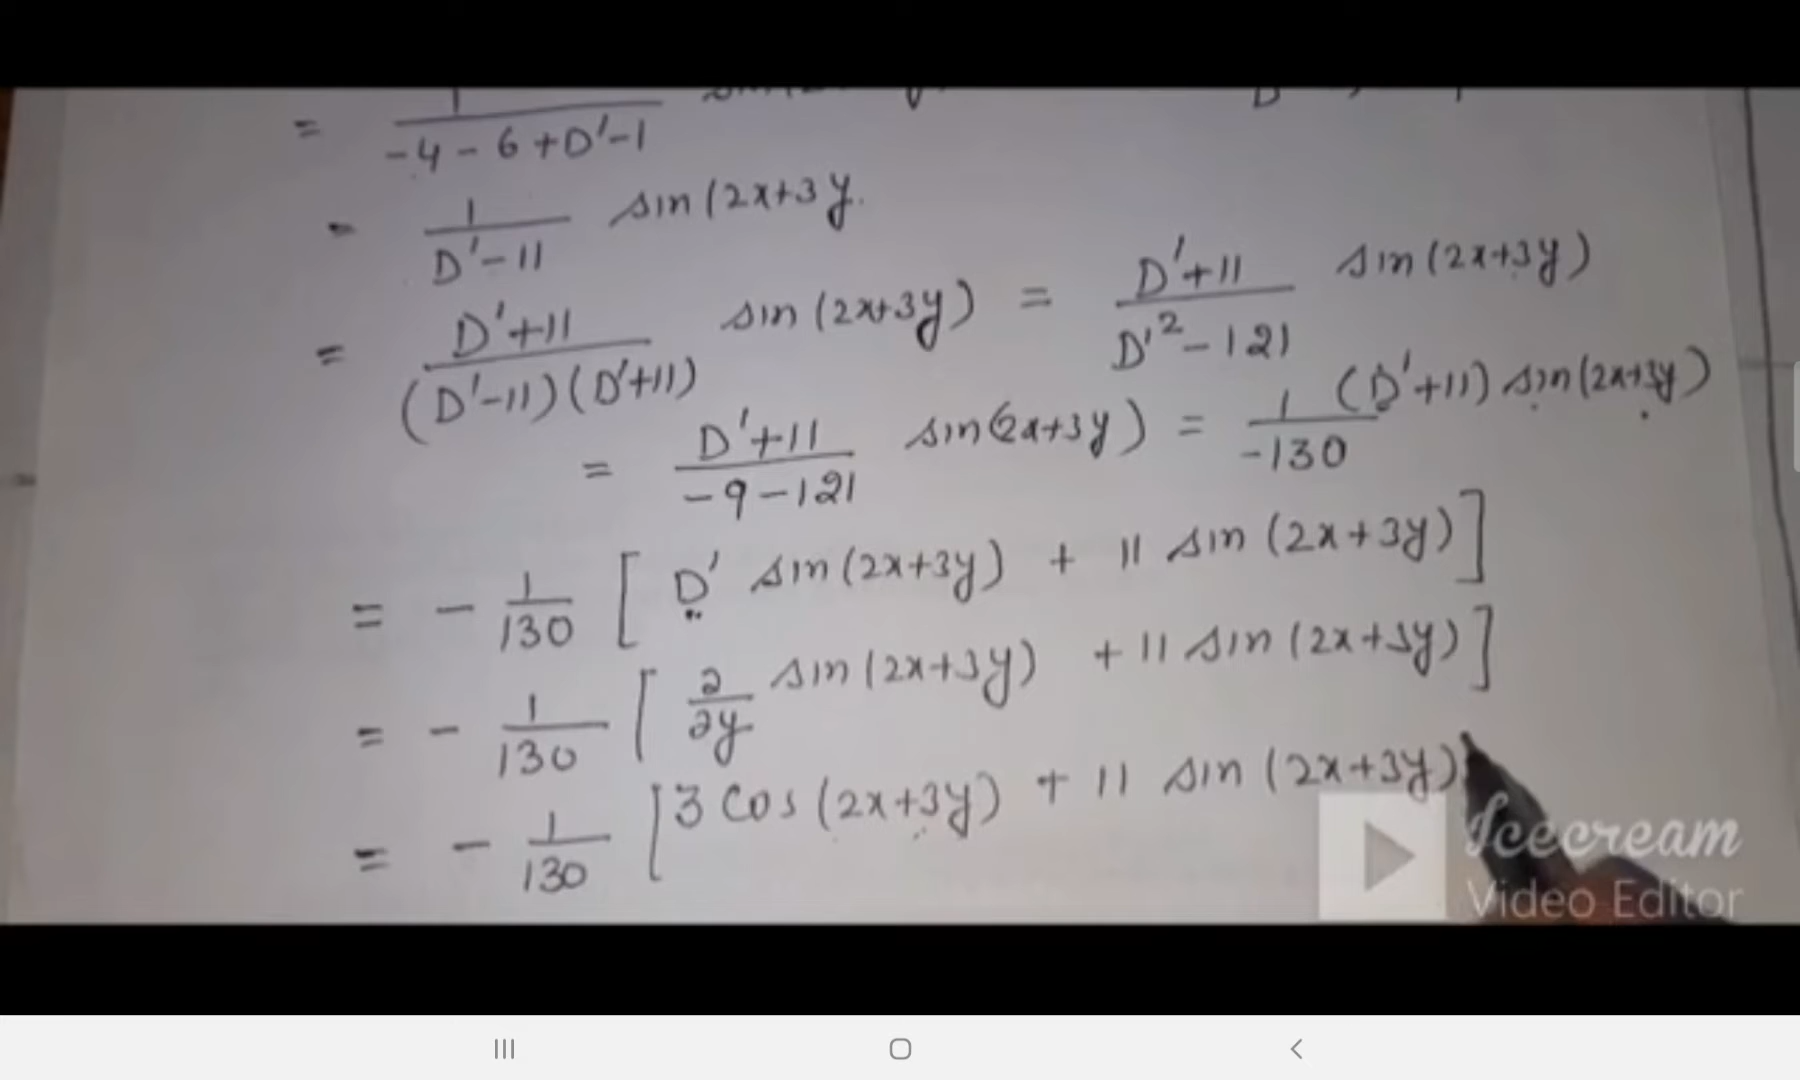 = 1/(-4-6+D'-1)
= 1/(D'-11) sin(2x+3y
= (D'+11)/((D'-11)(D'+11)) sin(2x+3y) = (D'+11)/(D'²-121) sin(2x+3y)
= (D'+11)/(-9-121) sin(2x+3y) = 1/(-130) (D'+11) sin(2x+3y)
= - 1/130 [ D' sin(2x+3y) + 11 sin(2x+3y)]
= - 1/130 [ ∂/∂y sin(2x+3y) + 11 sin(2x+3y)]
= - 1/130 [3 cos(2x+3y) + 11 sin(2x+3y)
Icecream
Video Editor